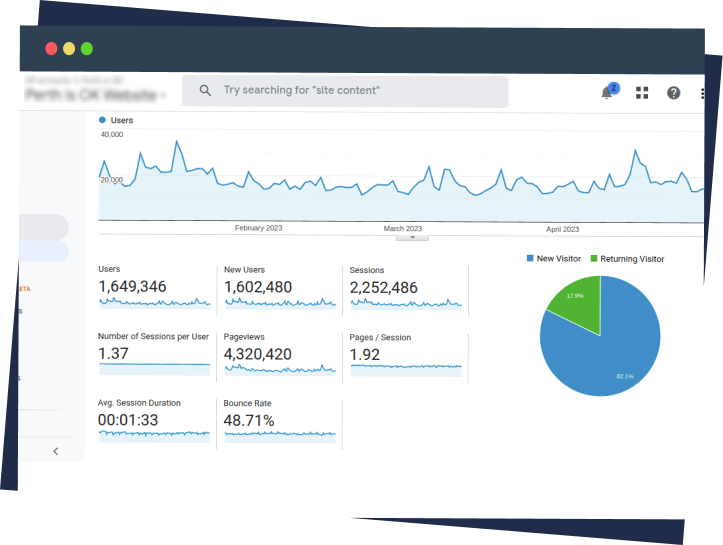 Perth Is OK Website
Try searching for "site content"
2
Users
40,000
20,000
February 2023
March 2023
April 2023
New Visitor
Returning Visitor
17.9%
82.1%
Users
1,649,346
New Users
1,602,480
Sessions
2,252,486
Number of Sessions per User
1.37
Pageviews
4,320,420
Pages / Session
1.92
Avg. Session Duration
00:01:33
Bounce Rate
48.71%
ETA
S
s